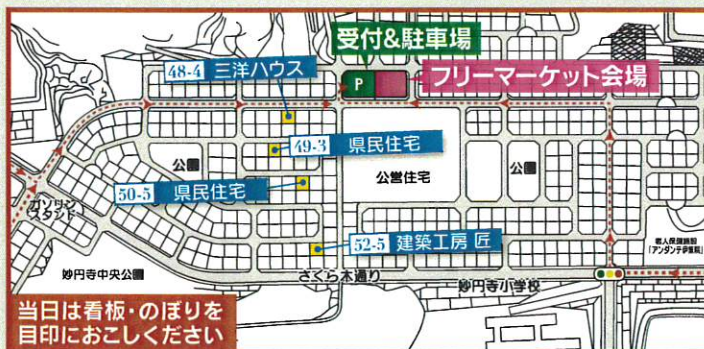 受付&駐車場
48-4 三洋ハウス
P
フリーマーケット会場
49-3 県民住宅
公園
公営住宅
公園
50-5 県民住宅
ガソリン
スタンド
52-5 建築工房 匠
老人保健施設
「アンダンテ伊集院」
妙円寺中央公園
さくら本通り
妙円寺小学校
当日は看板・のぼりを
目印におこしください